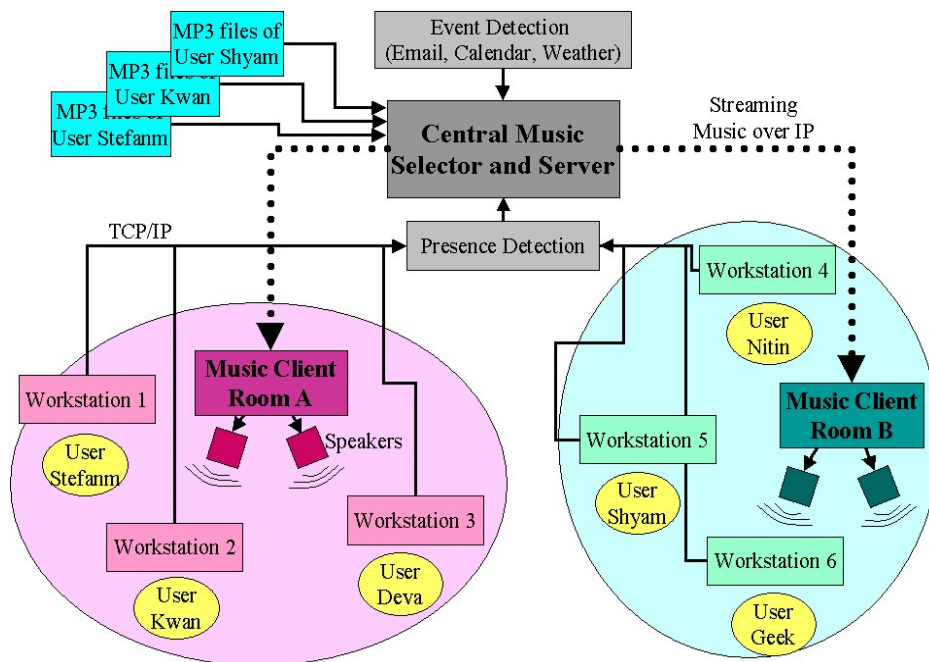 MP3 files of
User Shyam
MP3 files of
User Kwan
MP3 files of
User Stefanm
Event Detection
(Email, Calendar, Weather)
Central Music
Selector and Server
Streaming
Music over IP
TCP/IP
Presence Detection
Workstation 4
User
Nitin
Music Client
Room A
Workstation 1
Speakers
User
Stefanm
Music Client
Room B
Workstation 5
User
Shyam
Workstation 3
User
Deva
Workstation 2
User
Kwan
Workstation 6
User
Geek